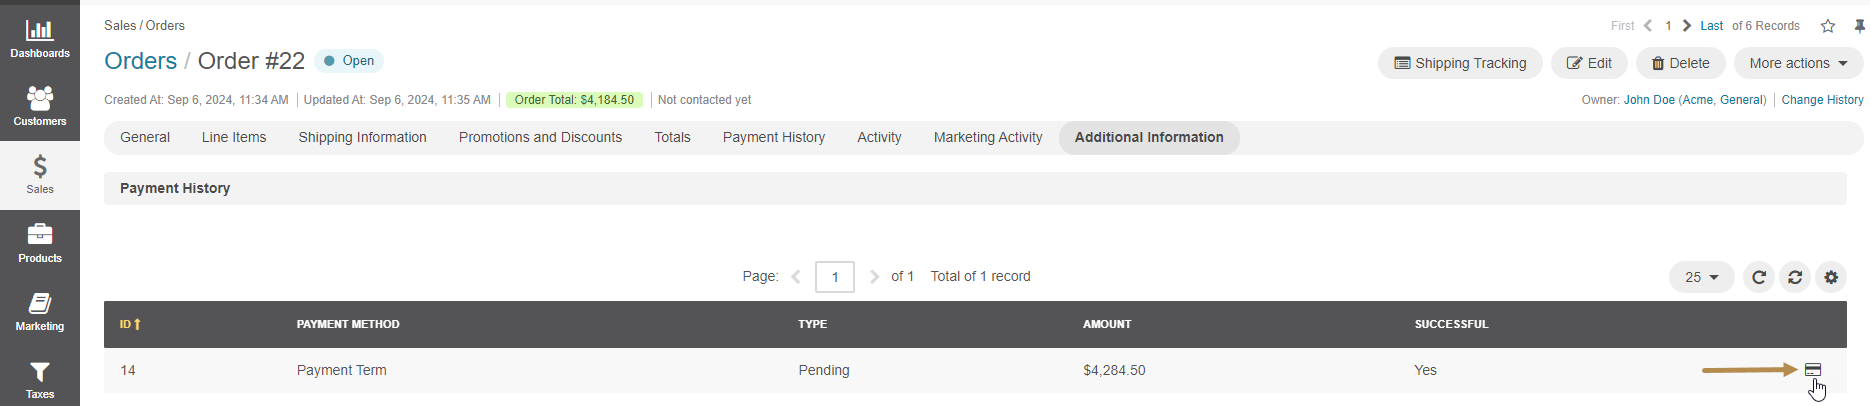 Dashboards
Customers
Sales
Products
Marketing
Taxes
Sales / Orders
First 1 Last of 6 Records
Orders / Order #22 Open
Shipping Tracking Edit Delete More actions
Created At: Sep 6, 2024, 11:34 AM Updated At: Sep 6, 2024, 11:35 AM Order Total: $4,184.50 Not contacted yet
Owner: John Doe (Acme, General) Change History
General Line Items Shipping Information Promotions and Discounts Totals Payment History Activity Marketing Activity Additional Information
Payment History
Page: 1 of 1 Total of 1 record 25
ID PAYMENT METHOD TYPE AMOUNT SUCCESSFUL
14 Payment Term Pending $4,284.50 Yes